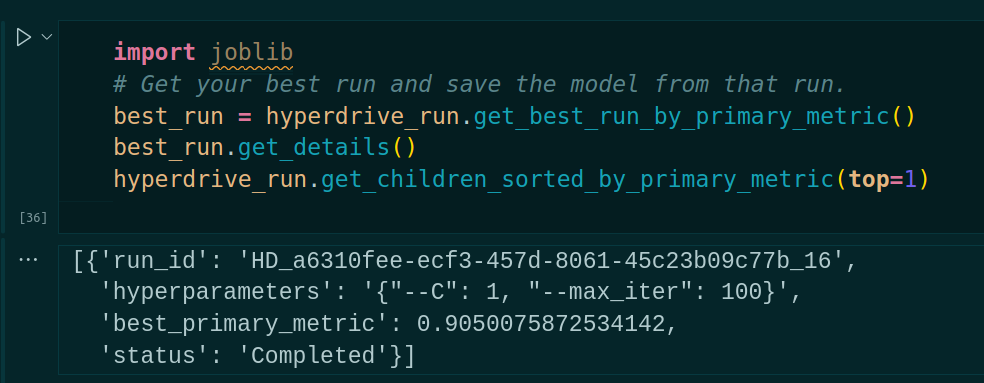 import joblib
# Get your best run and save the model from that run.
best_run = hyperdrive_run.get_best_run_by_primary_metric()
best_run.get_details()
hyperdrive_run.get_children_sorted_by_primary_metric(top=1)
[36]
[{'run_id': 'HD_a6310fee-ecf3-457d-8061-45c23b09c77b_16',
'hyperparameters': '{"--C": 1, "--max_iter": 100}',
'best_primary_metric': 0.9050075872534142,
'status': 'Completed'}]